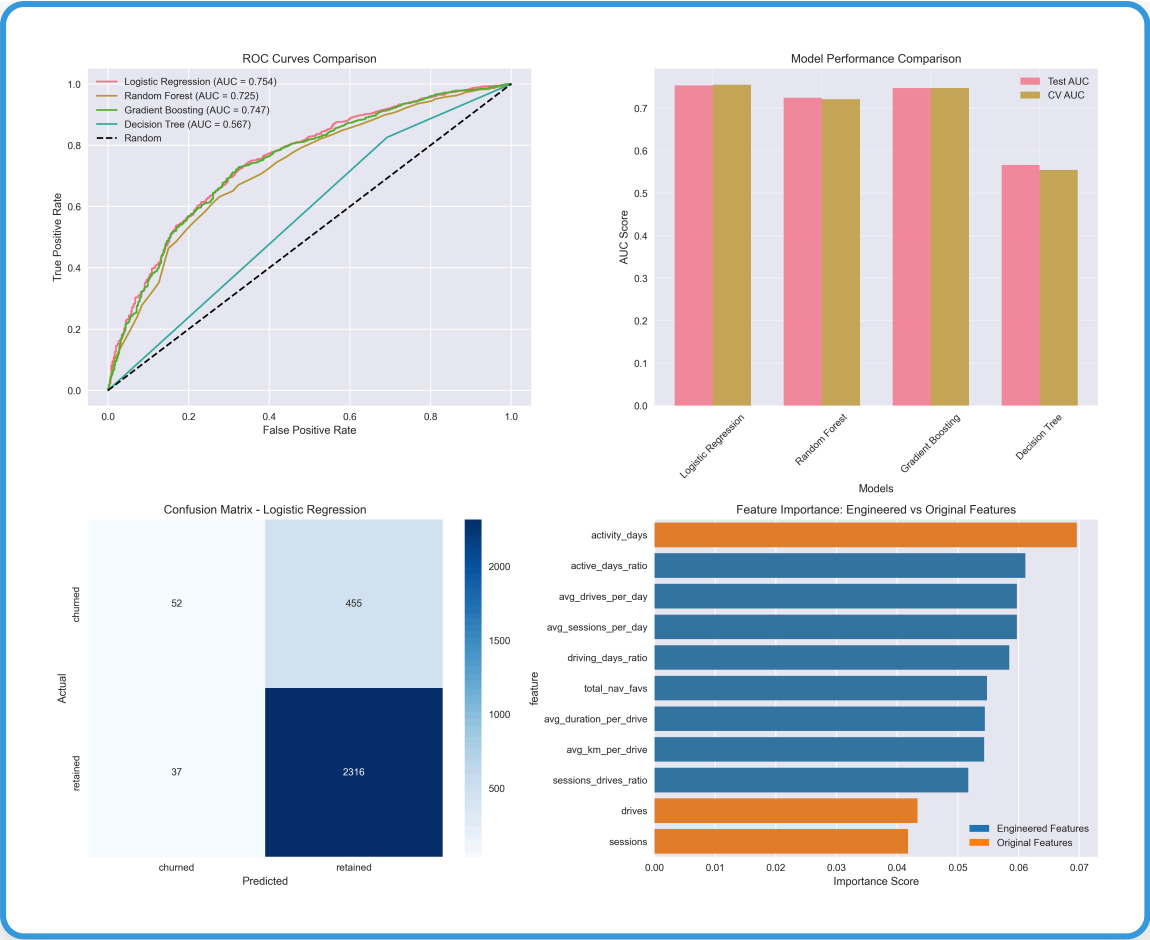 ROC Curves Comparison
Logistic Regression (AUC = 0.754)
Random Forest (AUC = 0.725)
Gradient Boosting (AUC = 0.747)
Decision Tree (AUC = 0.567)
Random
1.0
0.8
0.6
0.4
0.2
0.0
True Positive Rate
0.0 0.2 0.4 0.6 0.8 1.0
False Positive Rate
Model Performance Comparison
Test AUC
CV AUC
0.7
0.6
0.5
0.4
0.3
0.2
0.1
0.0
AUC Score
Logistic Regression
Random Forest
Gradient Boosting
Decision Tree
Models
Confusion Matrix - Logistic Regression
churned
52 455
Actual
retained
37 2316
churned retained
Predicted
2000
1500
1000
500
Feature Importance: Engineered vs Original Features
feature
activity_days
active_days_ratio
avg_drives_per_day
avg_sessions_per_day
driving_days_ratio
total_nav_favs
avg_duration_per_drive
avg_km_per_drive
sessions_drives_ratio
drives
sessions
Engineered Features
Original Features
0.00 0.01 0.02 0.03 0.04 0.05 0.06 0.07
Importance Score